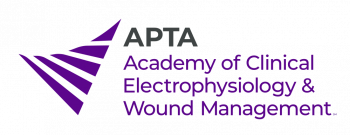 APTA
Academy of Clinical
Electrophysiology &
Wound Management